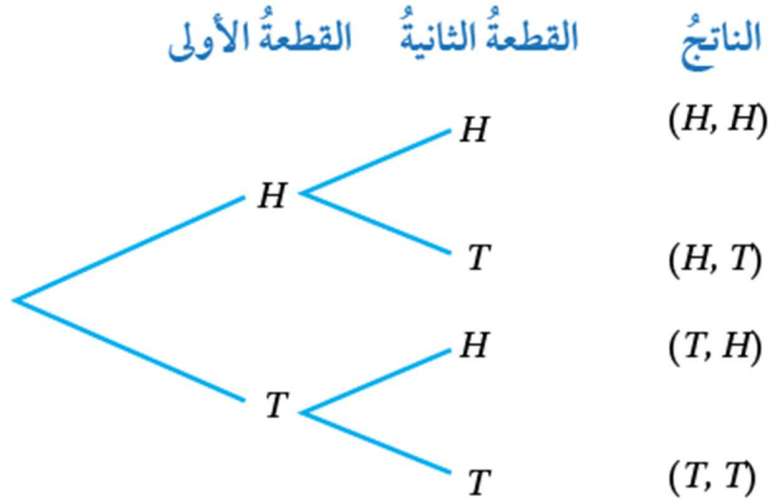 القطعةُ الأولى القطعةُ الثانيةُ الناتجُ
H (H, H)
H
T (H, T)
H (T, H)
T
T (T, T)